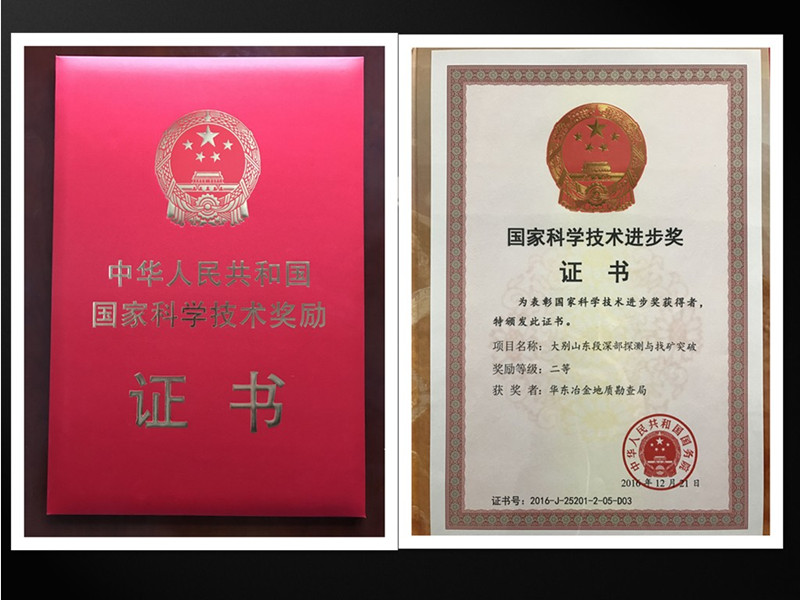 中华人民共和国
国家科学技术奖励
证书
国家科学技术进步奖
证书
为表彰国家科学技术进步奖获得者，
特颁发此证书。
项目名称：大别山东段深部探测与找矿突破
奖励等级：二等
获奖者：华东冶金地质勘查局
中华人民共和国国务院
2016年12月21日
证书号：2016-J-25201-2-05-D03